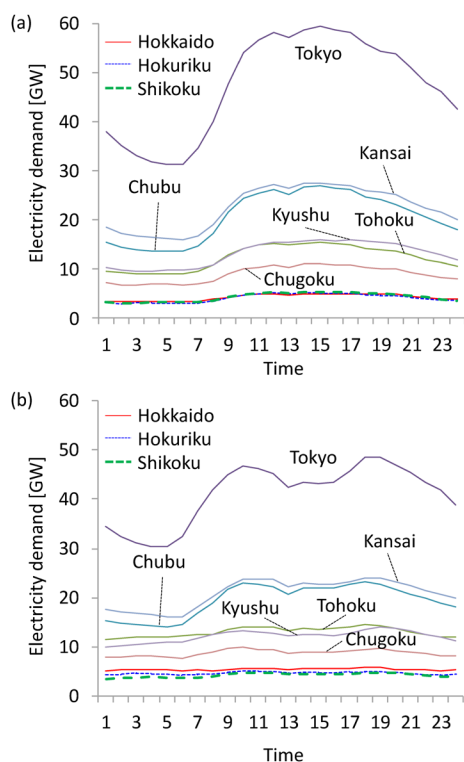 (a)
60
50
40
30
20
10
0
Electricity demand [GW]
Hokkaido
Hokuriku
Shikoku
Tokyo
Kansai
Chubu
Kyushu
Tohoku
Chugoku
1 3 5 7 9 11 13 15 17 19 21 23
Time
(b)
60
50
40
30
20
10
0
Electricity demand [GW]
Hokkaido
Hokuriku
Shikoku
Tokyo
Kansai
Chubu
Kyushu
Tohoku
Chugoku
1 3 5 7 9 11 13 15 17 19 21 23
Time